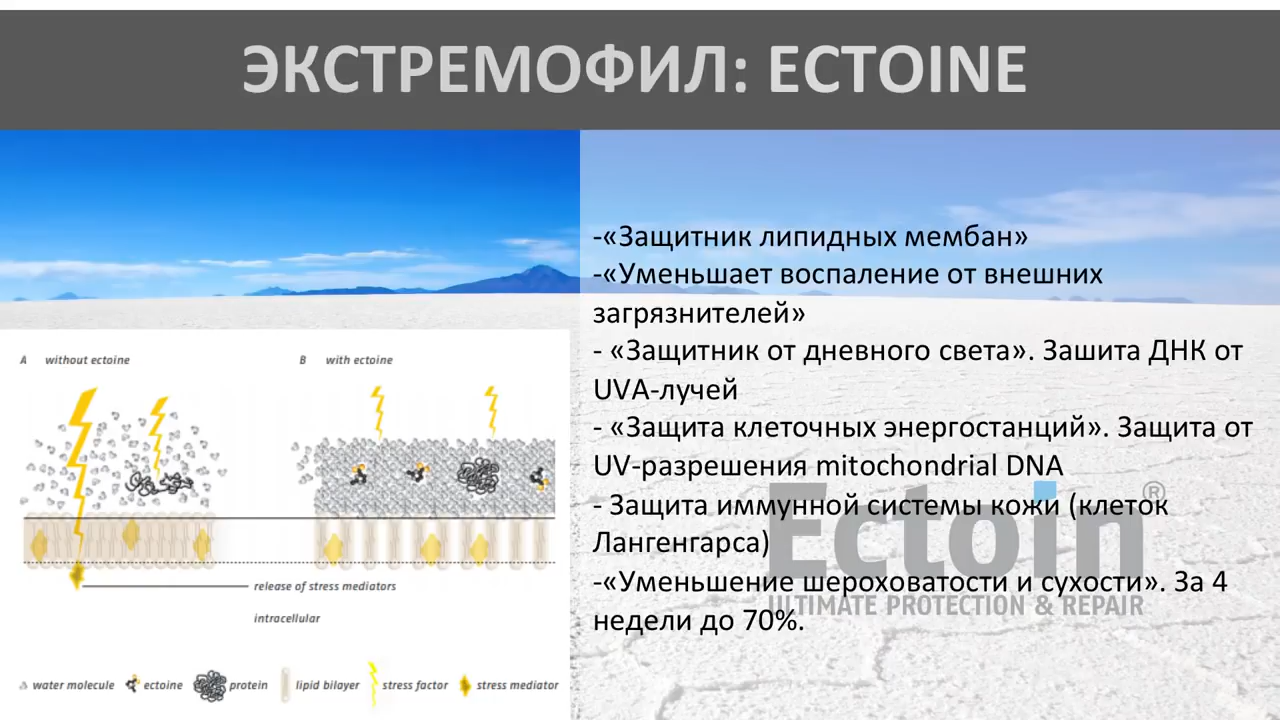 ЭКСТРЕМОФИЛ: ECTOINE
-«Защитник липидных мембан»
-«Уменьшает воспаление от внешних
загрязнителей»
- «Защитник от дневного света». Зашита ДНК от
UVA-лучей
- «Защита клеточных энергостанций». Защита от
UV-разрешения mitochondrial DNA
- Защита иммунной системы кожи (клеток
Лангенгарса)
-«Уменьшение шероховатости и сухости». За 4
недели до 70%.
Ectoin®
ULTIMATE PROTECTION & REPAIR
A without ectoine
B with ectoine
release of stress mediators
intracellular
water molecule ectoine protein lipid bilayer stress factor stress mediator